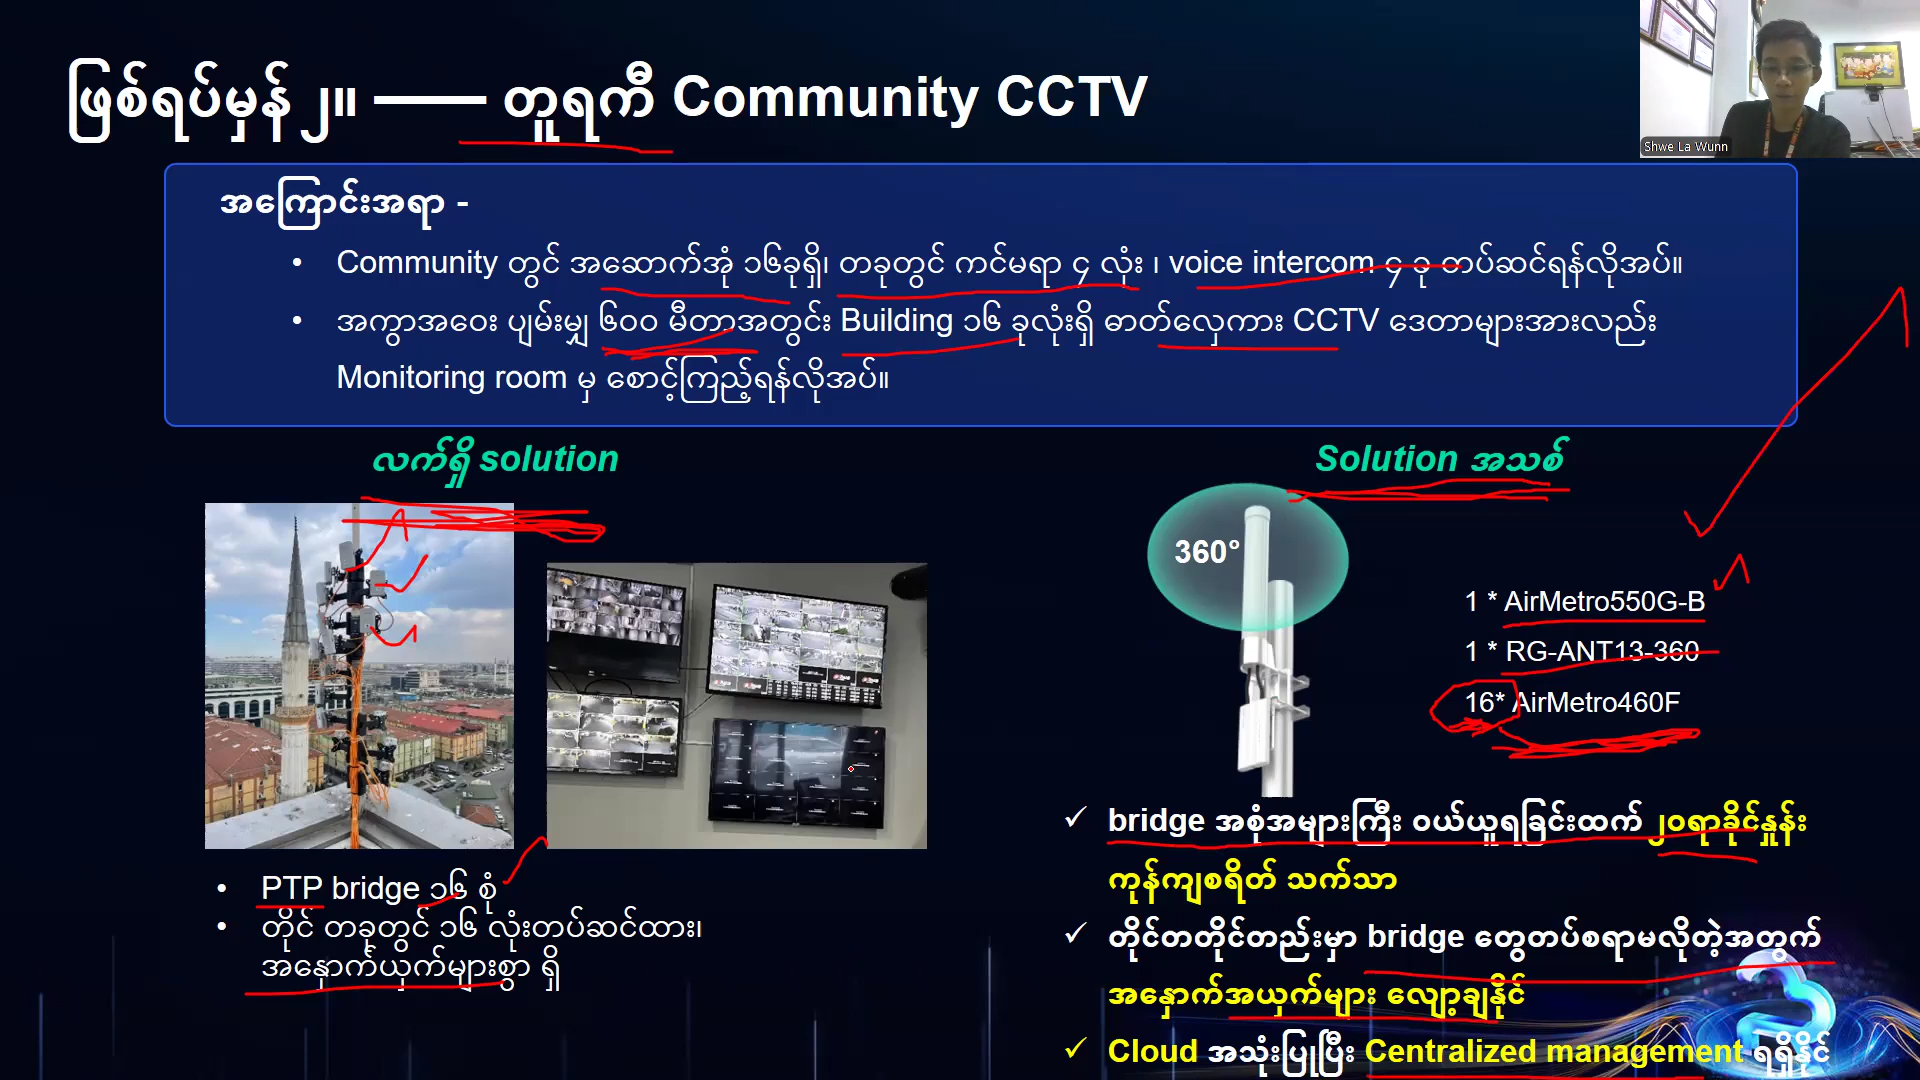 ဖြစ်ရပ်မှန် ၂။ —— တူရကီ Community CCTV
Shwe La Wunn
အကြောင်းအရာ -
• Community တွင် အဆောက်အုံ ၁၆ခုရှိ၊ တခုတွင် ကင်မရာ ၄ လုံး ၊ voice intercom ၄ ခု တပ်ဆင်ရန်လိုအပ်။
• အကွာအဝေး ပျမ်းမျှ ၆၀၀ မီတာအတွင်း Building ၁၆ ခုလုံးရှိ ဓာတ်လှေကား CCTV ဒေတာများအားလည်း
Monitoring room မှ စောင့်ကြည့်ရန်လိုအပ်။
လက်ရှိ solution
Solution အသစ်
360°
1 * AirMetro550G-B
1 * RG-ANT13-360
16* AirMetro460F
• PTP bridge ၁၆ စုံ
• တိုင် တခုတွင် ၁၆ လုံးတပ်ဆင်ထား၊
အနှောက်ယှက်များစွာ ရှိ
✓ bridge အစုံအများကြီး ဝယ်ယူရခြင်းထက် ၂၀ရာခိုင်နှုန်း
ကုန်ကျစရိတ် သက်သာ
✓ တိုင်တတိုင်တည်းမှာ bridge တွေတပ်စရာမလိုတဲ့အတွက်
အနှောက်အယှက်များ လျော့ချနိုင်
✓ Cloud အသုံးပြုပြီး Centralized management ရရှိနိုင်